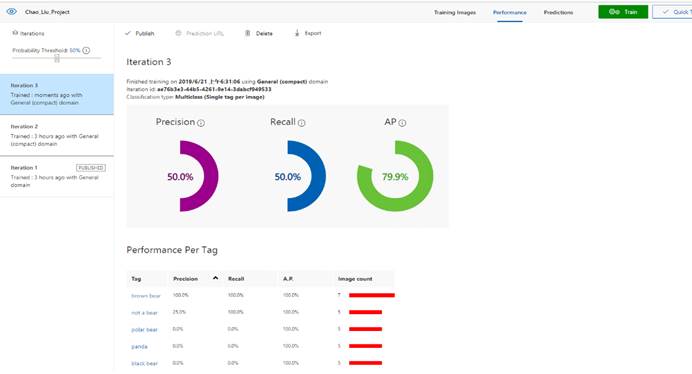 Chao_Liu_Project
Training Images Performance Predictions Train Quick T
Iterations
Probability Threshold: 50%
Iteration 3
Trained : moments ago with
General (compact) domain
Iteration 2
Trained : 3 hours ago with General
(compact) domain
Iteration 1 PUBLISHED
Trained : 3 hours ago with General
domain
Publish Prediction URL Delete Export
Iteration 3
Finished training on 2019/6/21 上午6:31:06 using General (compact) domain
Iteration id: ae76b3e3-44b5-4261-9e14-3dabcf949533
Classification type: Multiclass (Single tag per image)
Precision Recall AP
50.0% 50.0% 79.9%
Performance Per Tag
Tag Precision Recall A.P. Image count
brown bear 100.0% 100.0% 100.0% 7
not a bear 25.0% 100.0% 100.0% 5
polar bear 0.0% 0.0% 100.0% 5
panda 0.0% 0.0% 100.0% 5
black bear 0.0% 0.0% 100.0% 5